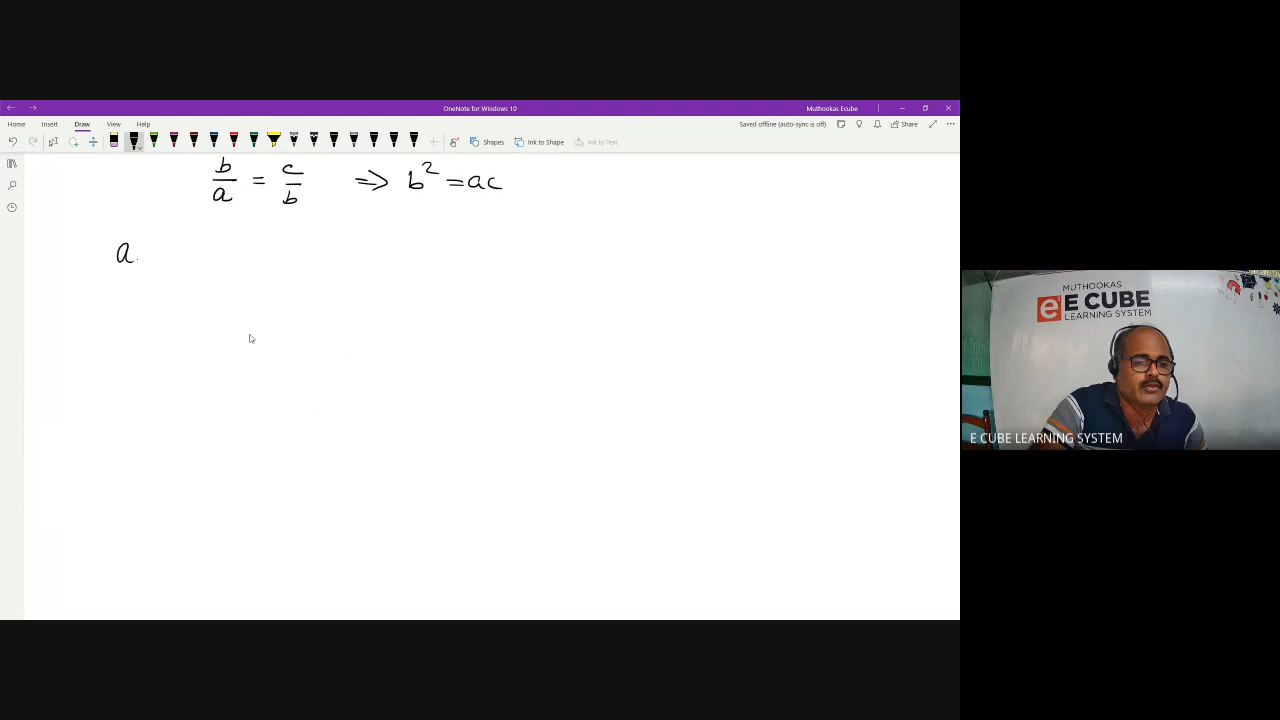 OneNote for Windows 10
Muthookas Ecube
Home Insert Draw View Help
Saved offline (auto-sync is off)
Share
Shapes
Ink to Shape
Ink to Text
b/a = c/b => b² = ac
a
MUTHOOKAS
e³ E CUBE
LEARNING SYSTEM
E CUBE LEARNING SYSTEM